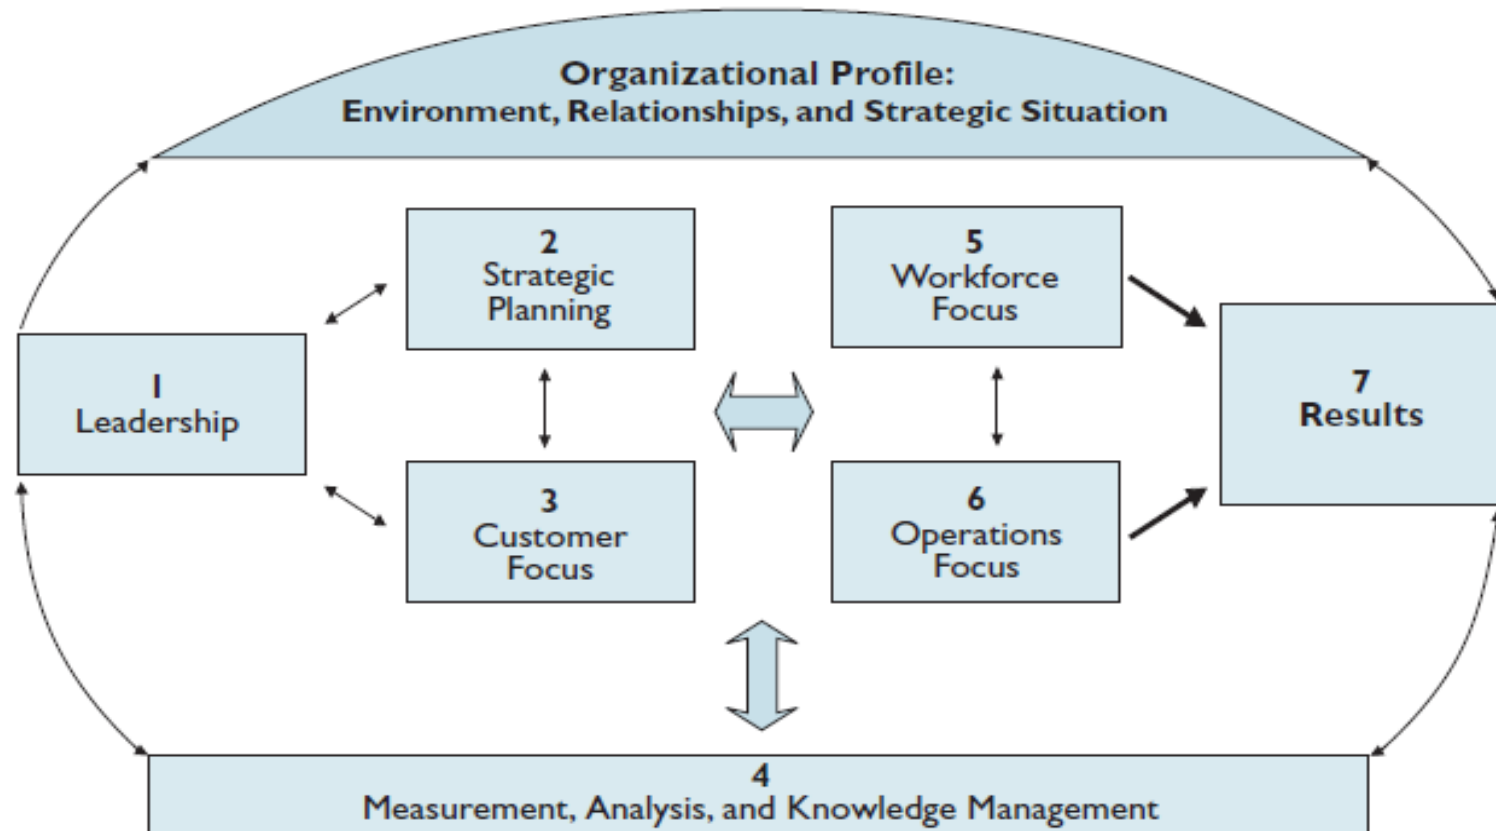 Organizational Profile:
Environment, Relationships, and Strategic Situation
2
Strategic
Planning
5
Workforce
Focus
1
Leadership
7
Results
3
Customer
Focus
6
Operations
Focus
4
Measurement, Analysis, and Knowledge Management